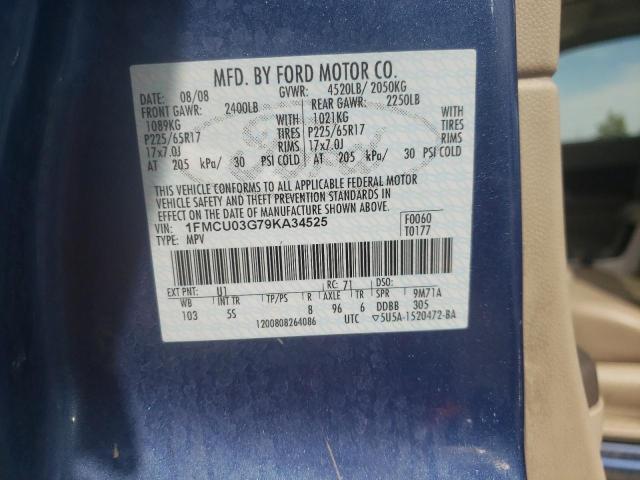 MFD. BY FORD MOTOR CO.
DATE: 08/08 GVWR: 4520LB/ 2050KG
FRONT GAWR: 2400LB REAR GAWR: 2250LB
1089KG WITH 1021KG WITH
P225/65R17 TIRES P225/65R17 TIRES
17x7.0J RIMS 17x7.0J RIMS
AT 205 kPa/ 30 PSI COLD AT 205 kPa/ 30 PSI COLD
THIS VEHICLE CONFORMS TO ALL APPLICABLE FEDERAL MOTOR
VEHICLE SAFETY AND THEFT PREVENTION STANDARDS IN
EFFECT ON THE DATE OF MANUFACTURE SHOWN ABOVE.
VIN: 1FMCU03G79KA34525 F0060
TYPE: MPV T0177
EXT PNT: U1 RC: 71 DSO:
WB INT TR TP/PS R AXLE TR SPR 9M71A
103 5S B 96 6 DDBB 305
1200808264086 UTC 5U5A-1520472-BA
Ford